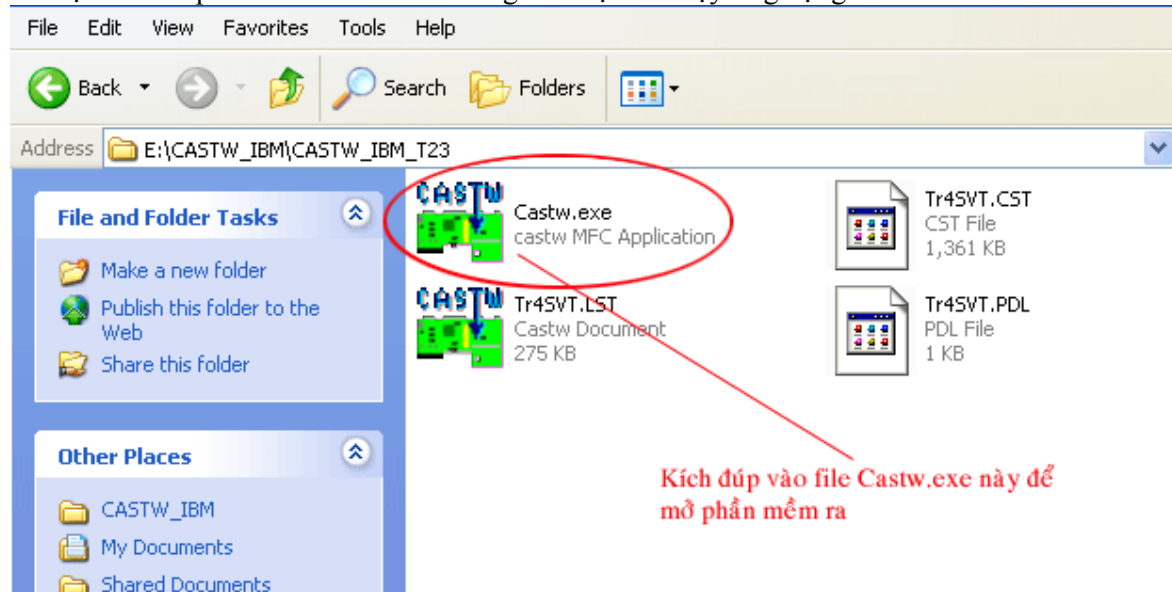 File Edit View Favorites Tools Help
Back Search Folders
Address E:\CASTW_IBM\CASTW_IBM_T23
File and Folder Tasks
Make a new folder
Publish this folder to the
Web
Share this folder
Other Places
CASTW_IBM
My Documents
Shared Documents
CASTW
Castw.exe
castw MFC Application
Tr4SVT.CST
CST File
1,361 KB
CASTW
Tr4SVT.LST
Castw Document
275 KB
Tr4SVT.PDL
PDL File
1 KB
Kích đúp vào file Castw.exe này để
mở phần mềm ra